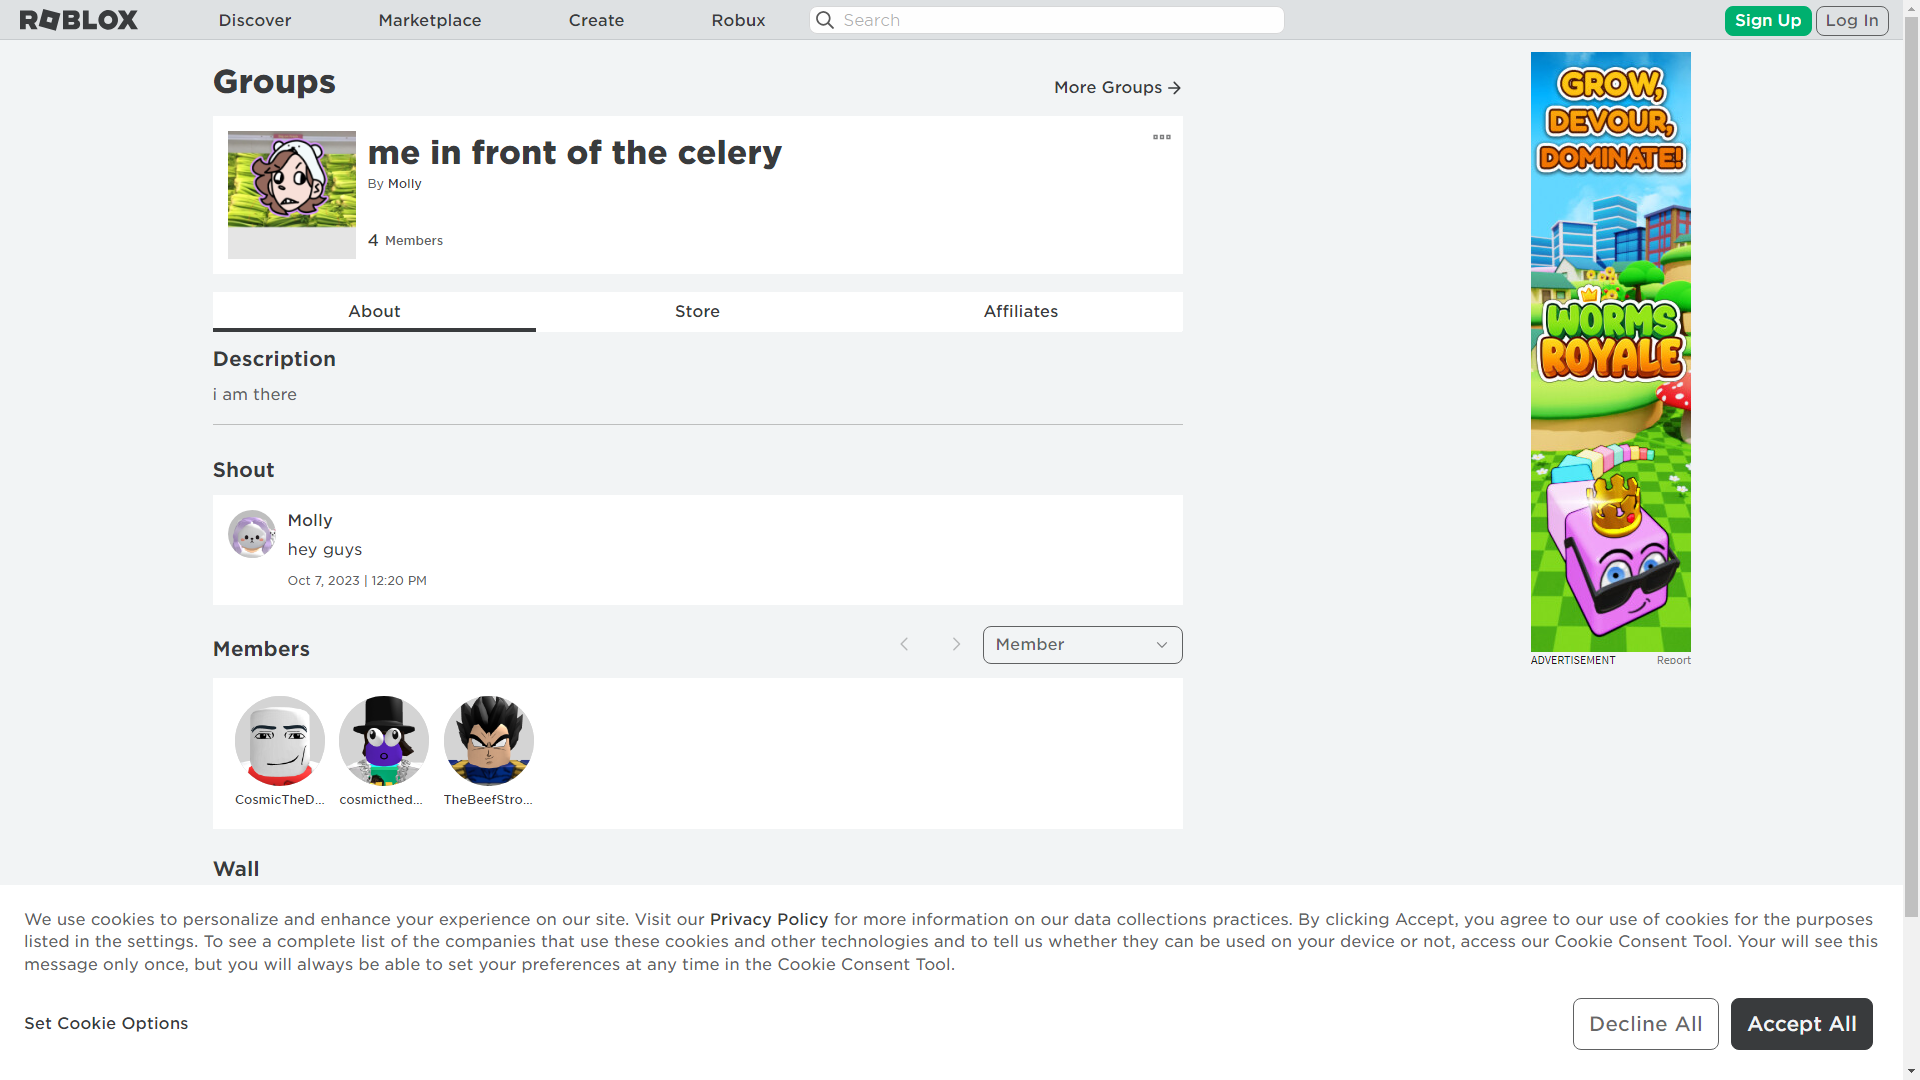 ROBLOX
Discover
Marketplace
Create
Robux
Search
Sign Up
Log In
Groups
More Groups
me in front of the celery
By Molly
4 Members
About
Store
Affiliates
Description
i am there
Shout
Molly
hey guys
Oct 7, 2023 | 12:20 PM
Members
Member
CosmicTheD...
cosmicthed...
TheBeefStro...
Wall
GROW,
DEVOUR,
DOMINATE!
WORMS
ROYALE
ADVERTISEMENT
Report
We use cookies to personalize and enhance your experience on our site. Visit our Privacy Policy for more information on our data collections practices. By clicking Accept, you agree to our use of cookies for the purposes
listed in the settings. To see a complete list of the companies that use these cookies and other technologies and to tell us whether they can be used on your device or not, access our Cookie Consent Tool. Your will see this
message only once, but you will always be able to set your preferences at any time in the Cookie Consent Tool.
Set Cookie Options
Decline All
Accept All